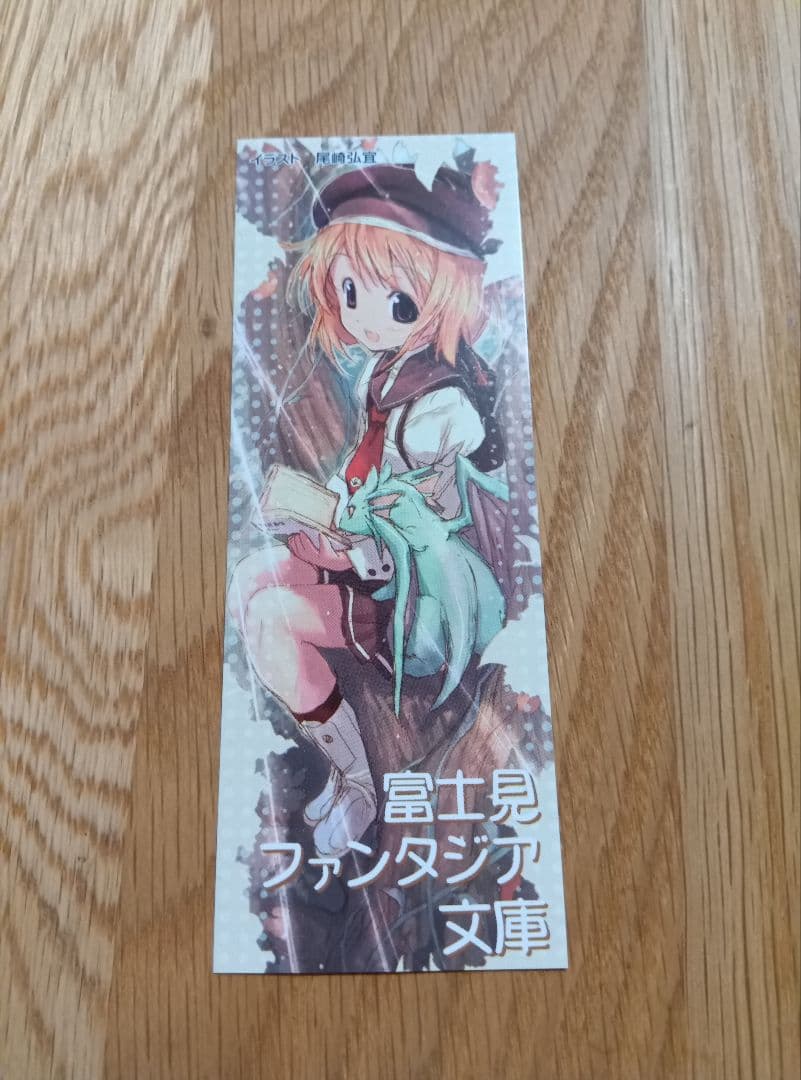 イラスト 尾崎弘宜
富士見
ファンタジア
文庫